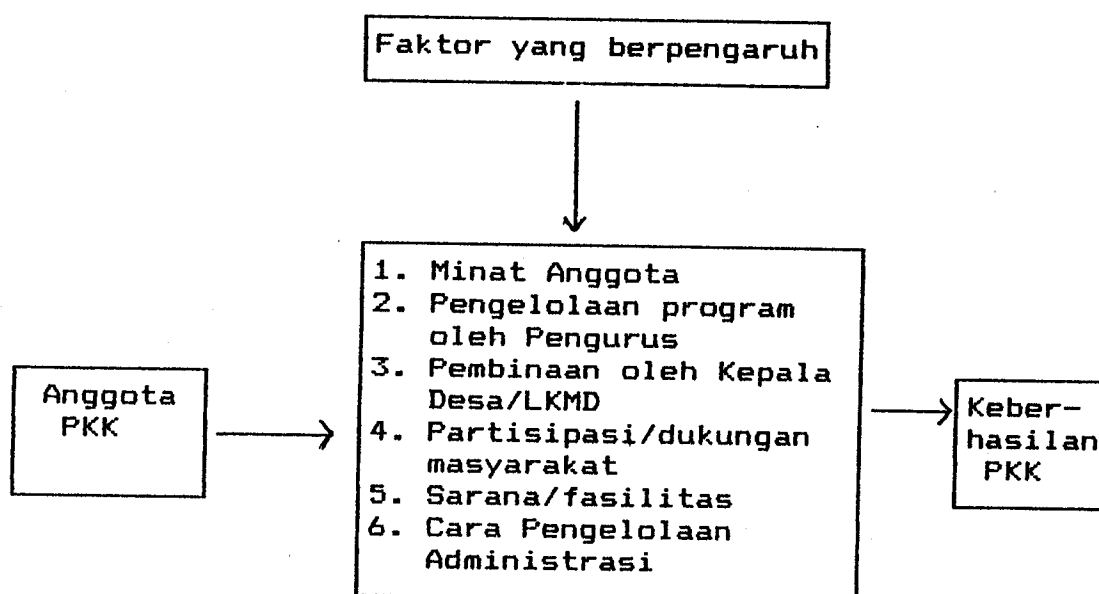 Faktor yang berpengaruh
1. Minat Anggota
2. Pengelolaan program
oleh Pengurus
3. Pembinaan oleh Kepala
Desa/LKMD
4. Partisipasi/dukungan
masyarakat
5. Sarana/fasilitas
6. Cara Pengelolaan
Administrasi
Anggota
PKK
Keber-
hasilan
PKK